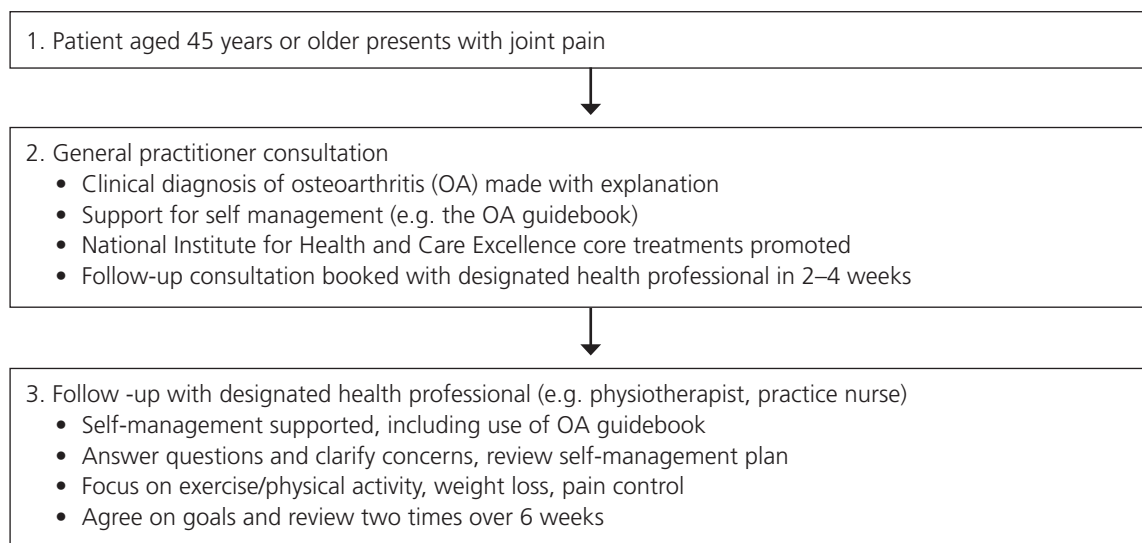 1. Patient aged 45 years or older presents with joint pain
2. General practitioner consultation
• Clinical diagnosis of osteoarthritis (OA) made with explanation
• Support for self management (e.g. the OA guidebook)
• National Institute for Health and Care Excellence core treatments promoted
• Follow-up consultation booked with designated health professional in 2–4 weeks
3. Follow -up with designated health professional (e.g. physiotherapist, practice nurse)
• Self-management supported, including use of OA guidebook
• Answer questions and clarify concerns, review self-management plan
• Focus on exercise/physical activity, weight loss, pain control
• Agree on goals and review two times over 6 weeks